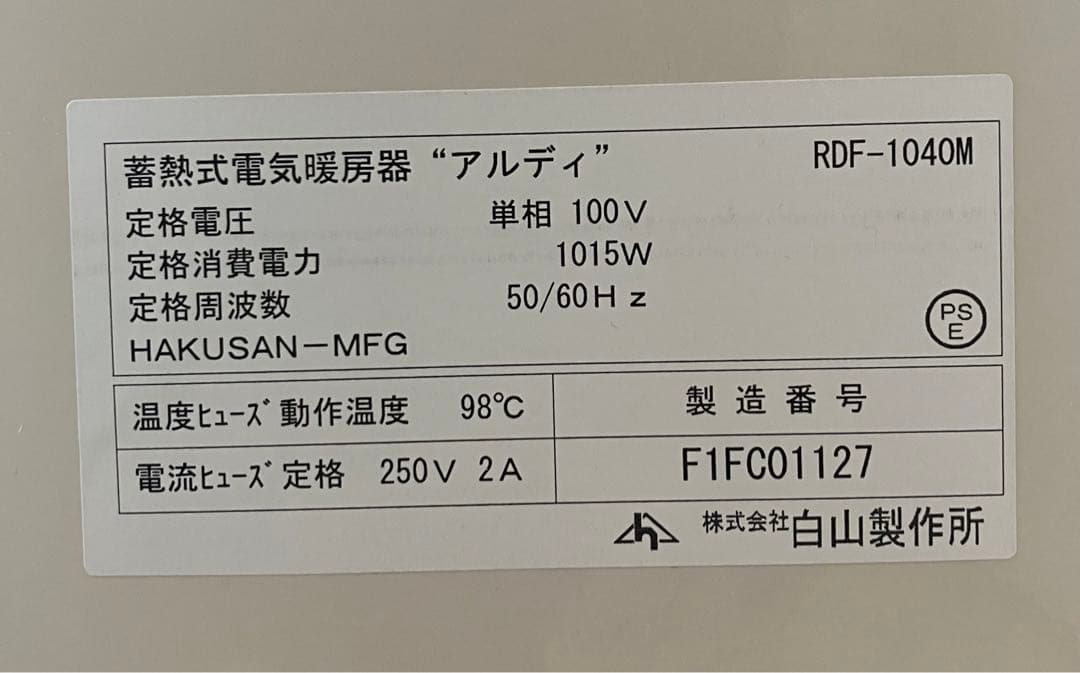 蓄熱式電気暖房器 “アルディ” RDF-1040M
定格電圧 単相 100V
定格消費電力 1015W
定格周波数 50/60Hz
HAKUSAN-MFG
PS
E
温度ﾋｭｰｽﾞ動作温度 98℃
製造番号
電流ﾋｭｰｽﾞ定格 250V 2A
F1FC01127
株式会社白山製作所